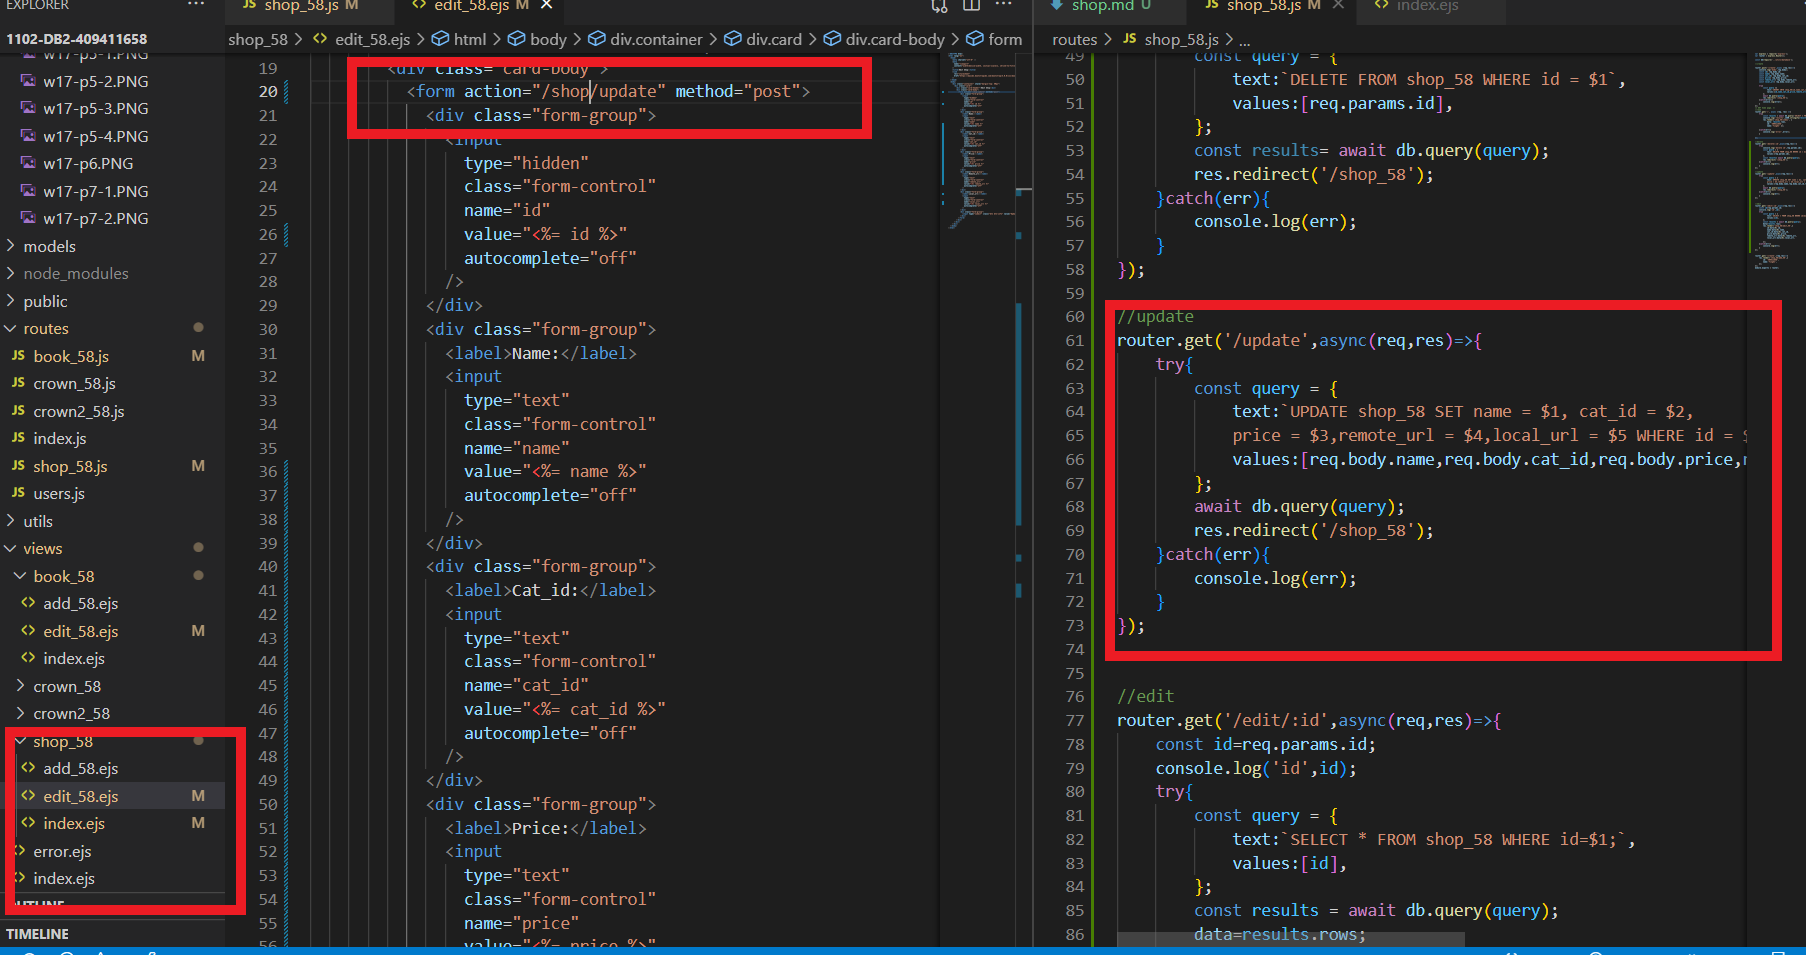 EXPLORER
...
1102-DB2-409411658
w17-p5-1.PNG
w17-p5-2.PNG
w17-p5-3.PNG
w17-p5-4.PNG
w17-p6.PNG
w17-p7-1.PNG
w17-p7-2.PNG
models
node_modules
public
routes
JS book_58.js M
JS crown_58.js
JS crown2_58.js
JS index.js
JS shop_58.js M
JS users.js
utils
views
book_58
<> add_58.ejs
<> edit_58.ejs M
<> index.ejs
crown_58
crown2_58
shop_58
<> add_58.ejs
<> edit_58.ejs M
<> index.ejs M
<> error.ejs
<> index.ejs
OUTLINE
TIMELINE
JS shop_58.js M
<> edit_58.ejs M ×
shop_58 > <> edit_58.ejs > html > body > div.container > div.card > div.card-body > form
19 <div class="card-body">
20 <form action="/shop/update" method="post">
21 <div class="form-group">
22 <input
23 type="hidden"
24 class="form-control"
25 name="id"
26 value="<%= id %>"
27 autocomplete="off"
28 />
29 </div>
30 <div class="form-group">
31 <label>Name:</label>
32 <input
33 type="text"
34 class="form-control"
35 name="name"
36 value="<%= name %>"
37 autocomplete="off"
38 />
39 </div>
40 <div class="form-group">
41 <label>Cat_id:</label>
42 <input
43 type="text"
44 class="form-control"
45 name="cat_id"
46 value="<%= cat_id %>"
47 autocomplete="off"
48 />
49 </div>
50 <div class="form-group">
51 <label>Price:</label>
52 <input
53 type="text"
54 class="form-control"
55 name="price"
56 value="<%= price %>"
shop.md U
JS shop_58.js M ×
<> index.ejs
routes > JS shop_58.js > ...
49 const query = {
50 text:`DELETE FROM shop_58 WHERE id = $1`,
51 values:[req.params.id],
52 };
53 const results= await db.query(query);
54 res.redirect('/shop_58');
55 }catch(err){
56 console.log(err);
57 }
58 });
59
60 //update
61 router.get('/update',async(req,res)=>{
62 try{
63 const query = {
64 text:`UPDATE shop_58 SET name = $1, cat_id = $2,
65 price = $3,remote_url = $4,local_url = $5 WHERE id = $
66 values:[req.body.name,req.body.cat_id,req.body.price,r
67 };
68 await db.query(query);
69 res.redirect('/shop_58');
70 }catch(err){
71 console.log(err);
72 }
73 });
74
75
76 //edit
77 router.get('/edit/:id',async(req,res)=>{
78 const id=req.params.id;
79 console.log('id',id);
80 try{
81 const query = {
82 text:`SELECT * FROM shop_58 WHERE id=$1;`,
83 values:[id],
84 };
85 const results = await db.query(query);
86 data=results.rows;